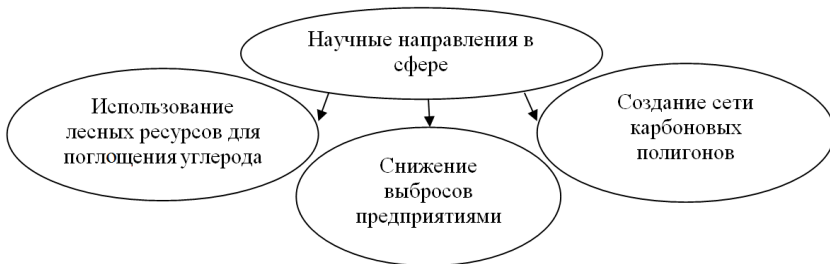 Научные направления в
сфере
Использование
лесных ресурсов для
поглощения углерода
Снижение
выбросов
предприятиями
Создание сети
карбоновых
полигонов